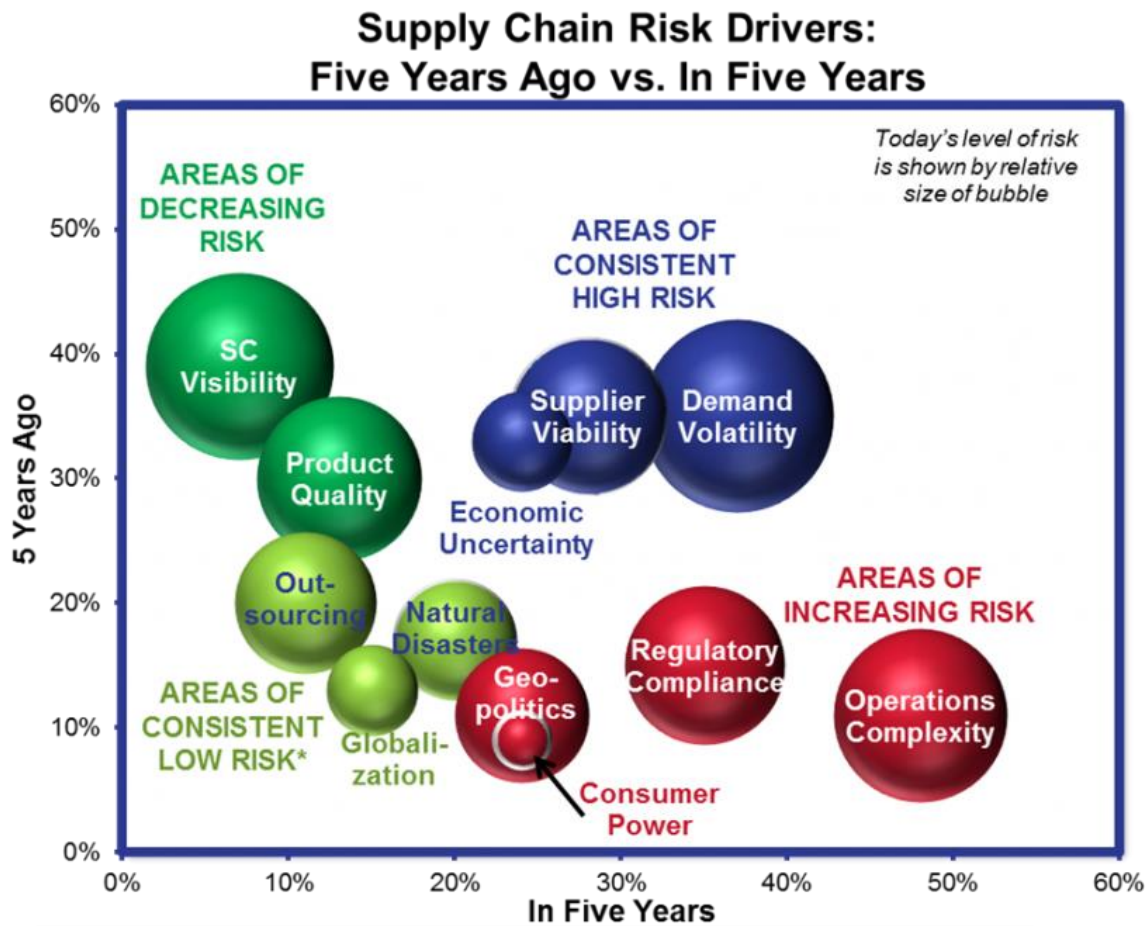 Supply Chain Risk Drivers:
Five Years Ago vs. In Five Years
60%
50%
40%
30%
20%
10%
0%
5 Years Ago
Today's level of risk
is shown by relative
size of bubble
AREAS OF
DECREASING
RISK
AREAS OF
CONSISTENT
HIGH RISK
SC
Visibility
Product
Quality
Supplier
Viability
Demand
Volatility
Economic
Uncertainty
Out-
sourcing
Natural
Disasters
AREAS OF
INCREASING RISK
Regulatory
Compliance
Operations
Complexity
Geo-
politics
AREAS OF
CONSISTENT
LOW RISK*
Globali-
zation
Consumer
Power
0%
10%
20%
30%
40%
50%
60%
In Five Years